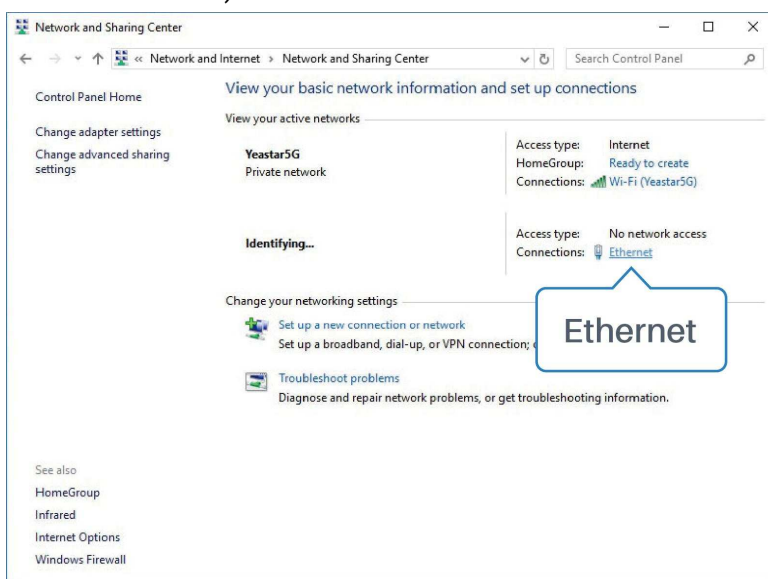 Network and Sharing Center
« Network and Internet > Network and Sharing Center
Search Control Panel
Control Panel Home
Change adapter settings
Change advanced sharing
settings
View your basic network information and set up connections
View your active networks
Yeastar5G
Private network
Access type: Internet
HomeGroup: Ready to create
Connections: Wi-Fi (Yeastar5G)
Identifying...
Access type: No network access
Connections: Ethernet
Ethernet
Change your networking settings
Set up a new connection or network
Set up a broadband, dial-up, or VPN connection;
Troubleshoot problems
Diagnose and repair network problems, or get troubleshooting information.
See also
HomeGroup
Infrared
Internet Options
Windows Firewall